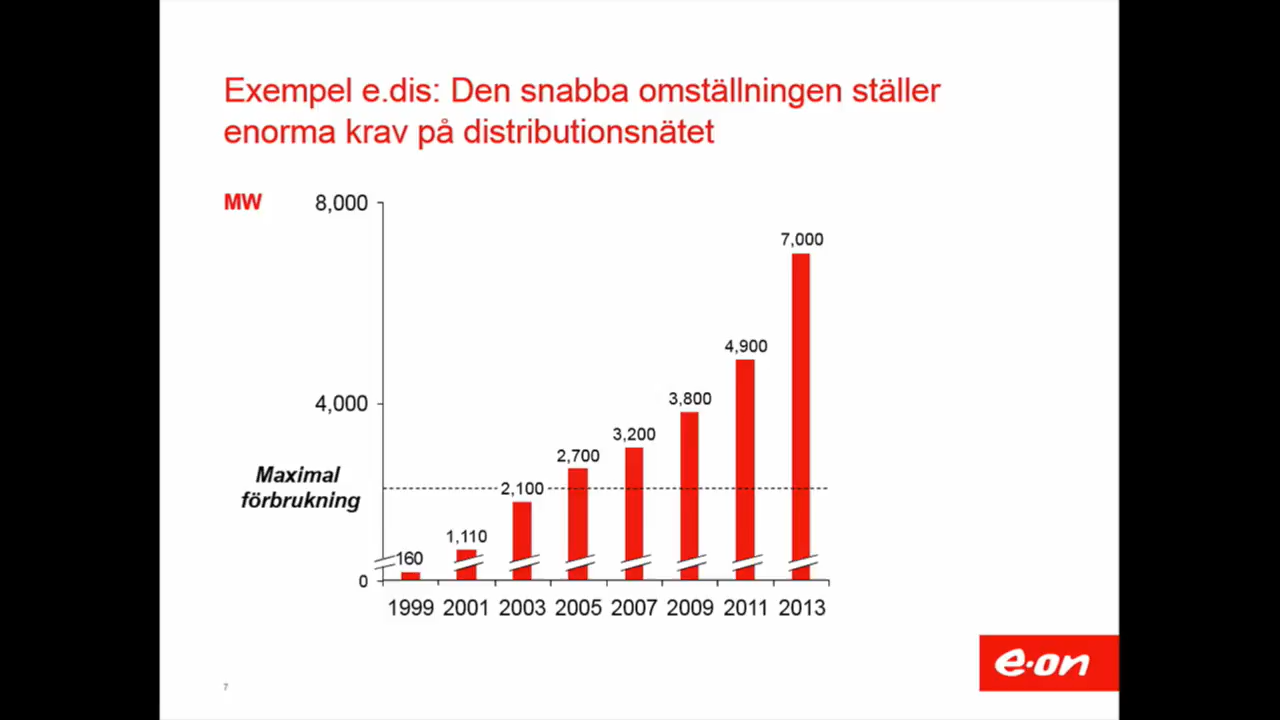 Exempel e.dis: Den snabba omställningen ställer
enorma krav på distributionsnätet
MW
8,000
7,000
4,900
4,000
3,800
3,200
2,700
Maximal
förbrukning
2,100
1,110
160
0
1999 2001 2003 2005 2007 2009 2011 2013
e·on
7